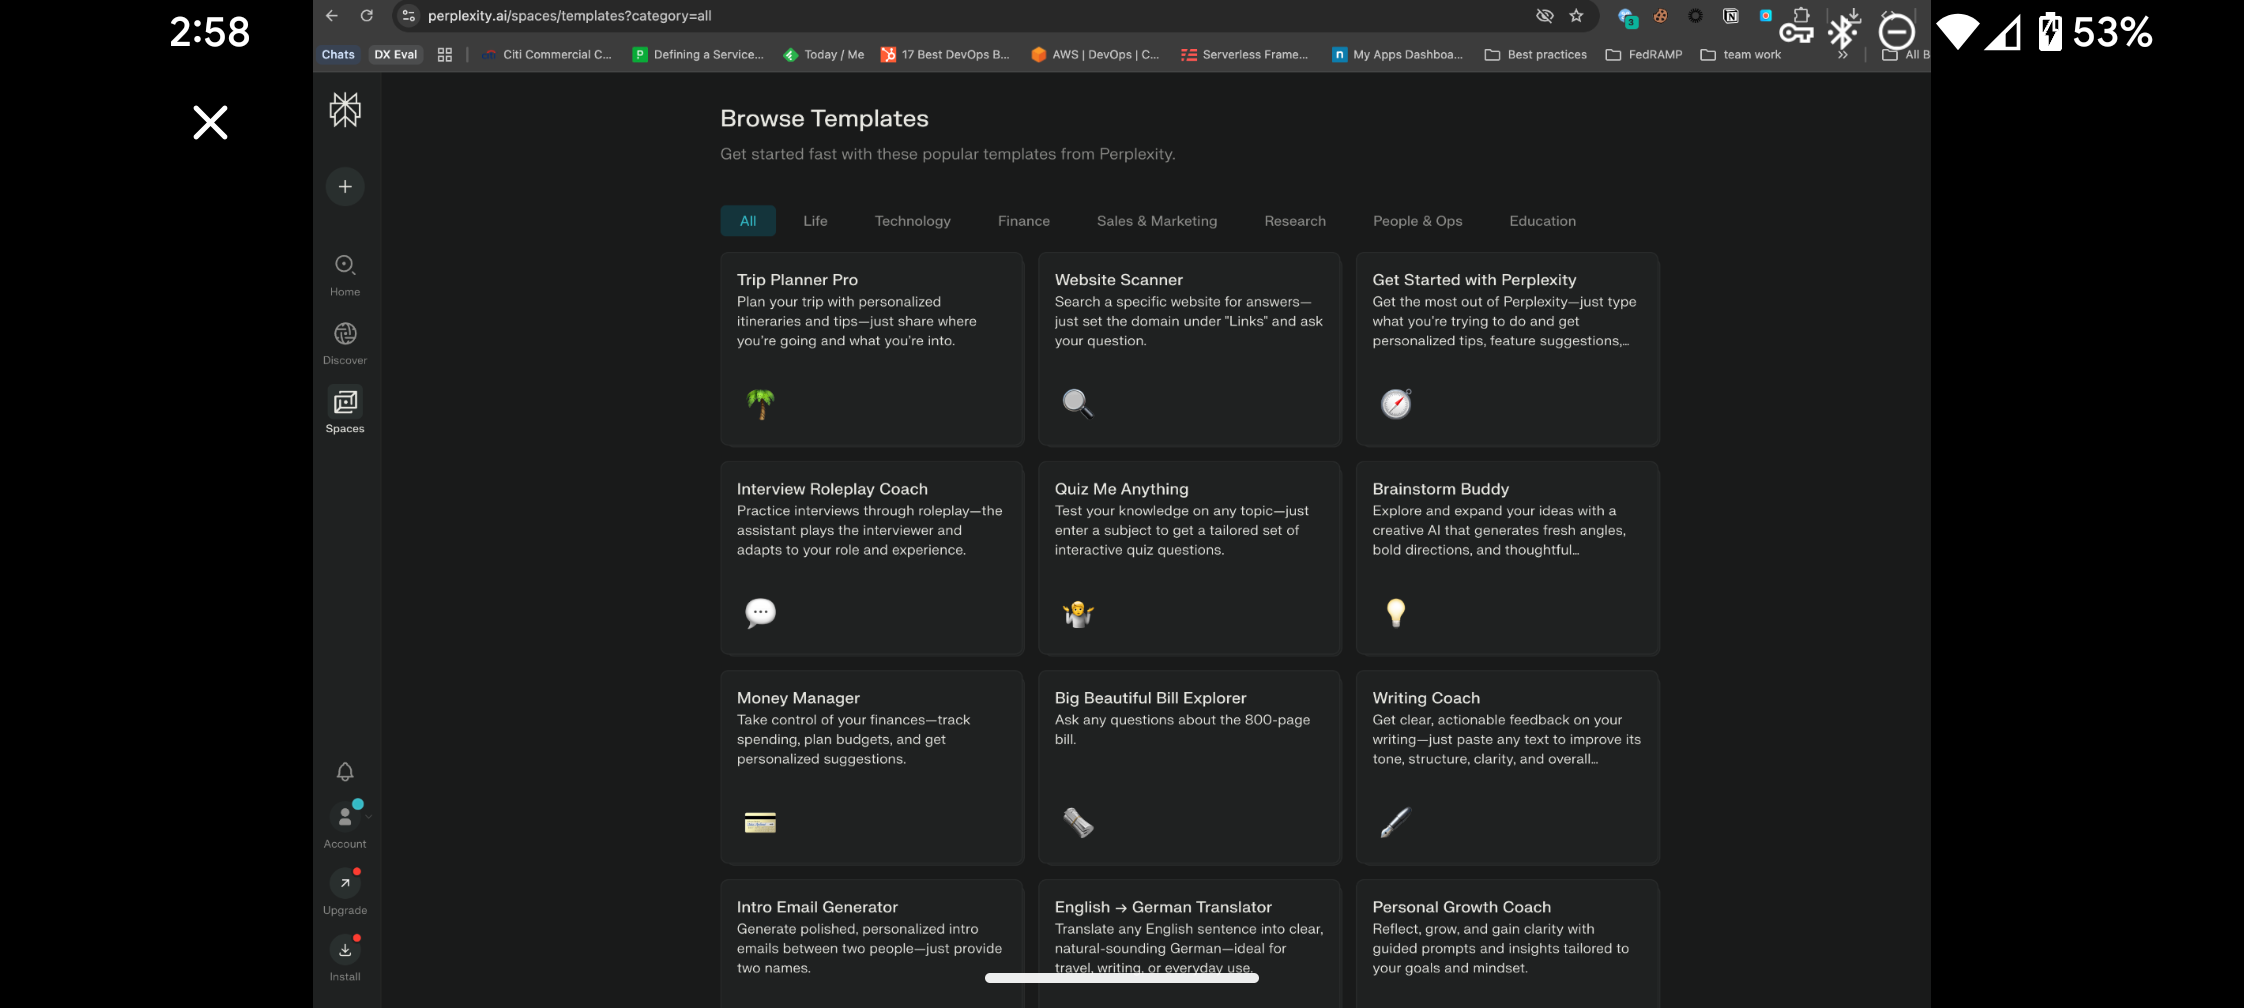 2:58
53%
perplexity.ai/spaces/templates?category=all
3
Chats
DX Eval
Citi Commercial C...
Defining a Service...
Today / Me
17 Best DevOps B...
AWS | DevOps | C...
Serverless Frame...
My Apps Dashboa...
Best practices
FedRAMP
team work
»
All B
Home
Discover
Spaces
Account
Upgrade
Install
Browse Templates
Get started fast with these popular templates from Perplexity.
All
Life
Technology
Finance
Sales & Marketing
Research
People & Ops
Education
Trip Planner Pro
Plan your trip with personalized
itineraries and tips—just share where
you're going and what you're into.
Website Scanner
Search a specific website for answers—
just set the domain under "Links" and ask
your question.
Get Started with Perplexity
Get the most out of Perplexity—just type
what you're trying to do and get
personalized tips, feature suggestions,...
Interview Roleplay Coach
Practice interviews through roleplay—the
assistant plays the interviewer and
adapts to your role and experience.
Quiz Me Anything
Test your knowledge on any topic—just
enter a subject to get a tailored set of
interactive quiz questions.
Brainstorm Buddy
Explore and expand your ideas with a
creative AI that generates fresh angles,
bold directions, and thoughtful...
Money Manager
Take control of your finances—track
spending, plan budgets, and get
personalized suggestions.
Big Beautiful Bill Explorer
Ask any questions about the 800-page
bill.
Writing Coach
Get clear, actionable feedback on your
writing—just paste any text to improve its
tone, structure, clarity, and overall...
Intro Email Generator
Generate polished, personalized intro
emails between two people—just provide
two names.
English → German Translator
Translate any English sentence into clear,
natural-sounding German—ideal for
travel, writing, or everyday use.
Personal Growth Coach
Reflect, grow, and gain clarity with
guided prompts and insights tailored to
your goals and mindset.